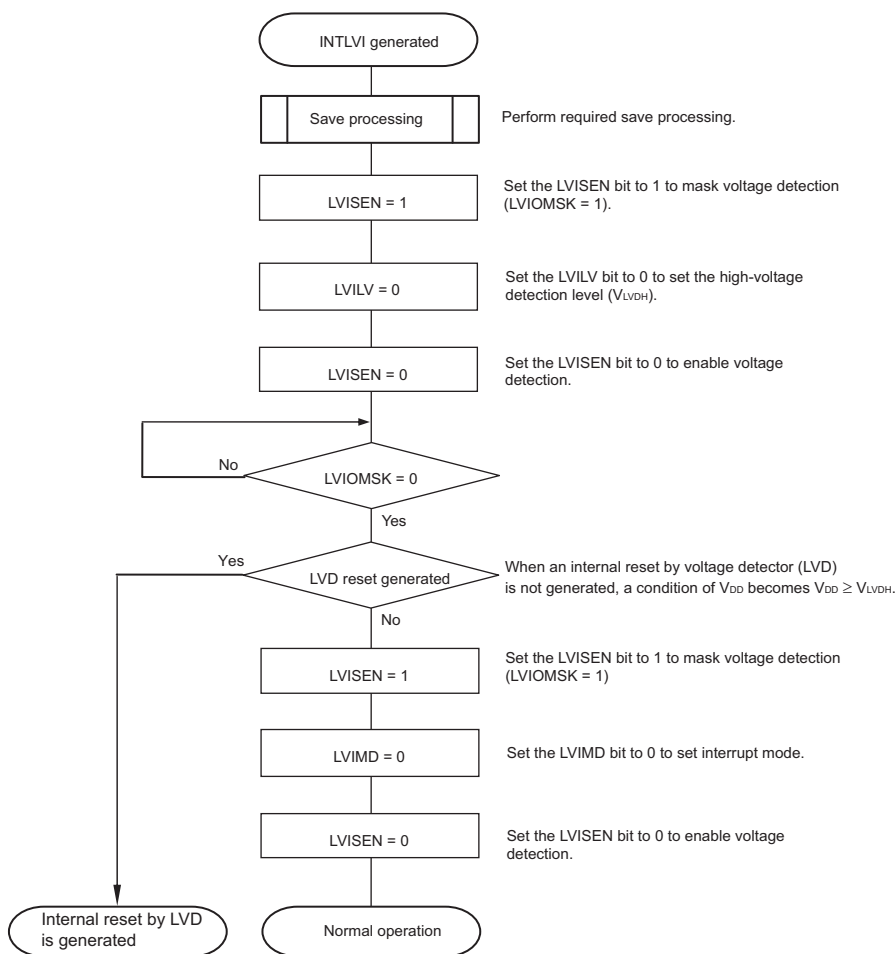 INTLVI generated
Save processing
Perform required save processing.
LVISEN = 1
Set the LVISEN bit to 1 to mask voltage detection
(LVIOMSK = 1).
LVILV = 0
Set the LVILV bit to 0 to set the high-voltage
detection level (VLVDH).
LVISEN = 0
Set the LVISEN bit to 0 to enable voltage
detection.
No
LVIOMSK = 0
Yes
Yes
LVD reset generated
When an internal reset by voltage detector (LVD)
is not generated, a condition of VDD becomes VDD ≥ VLVDH.
No
LVISEN = 1
Set the LVISEN bit to 1 to mask voltage detection
(LVIOMSK = 1)
LVIMD = 0
Set the LVIMD bit to 0 to set interrupt mode.
LVISEN = 0
Set the LVISEN bit to 0 to enable voltage
detection.
Internal reset by LVD
is generated
Normal operation